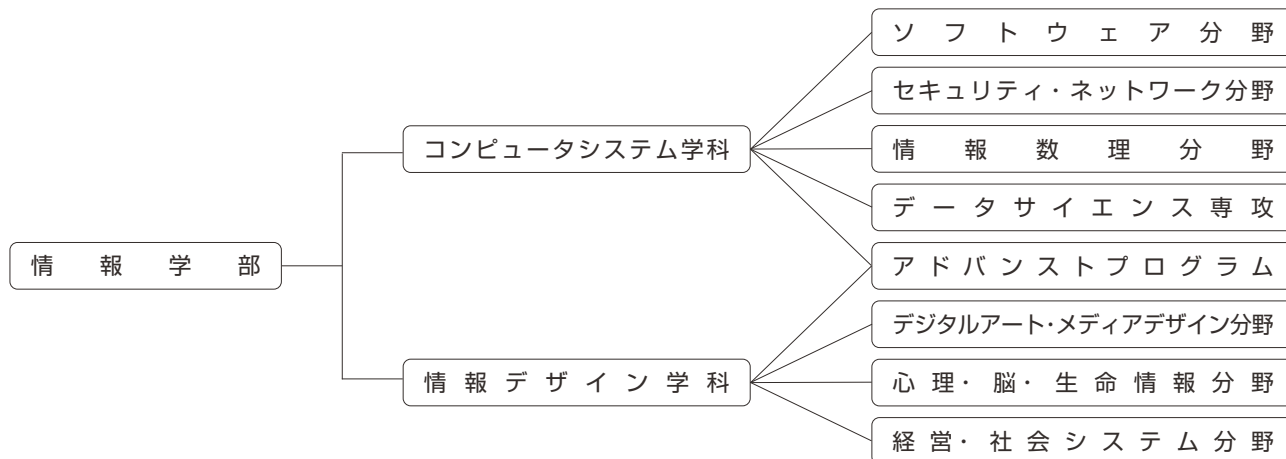 情報学部
コンピュータシステム学科
情報デザイン学科
ソフトウェア分野
セキュリティ・ネットワーク分野
情報数理分野
データサイエンス専攻
アドバンストプログラム
デジタルアート・メディアデザイン分野
心理・脳・生命情報分野
経営・社会システム分野